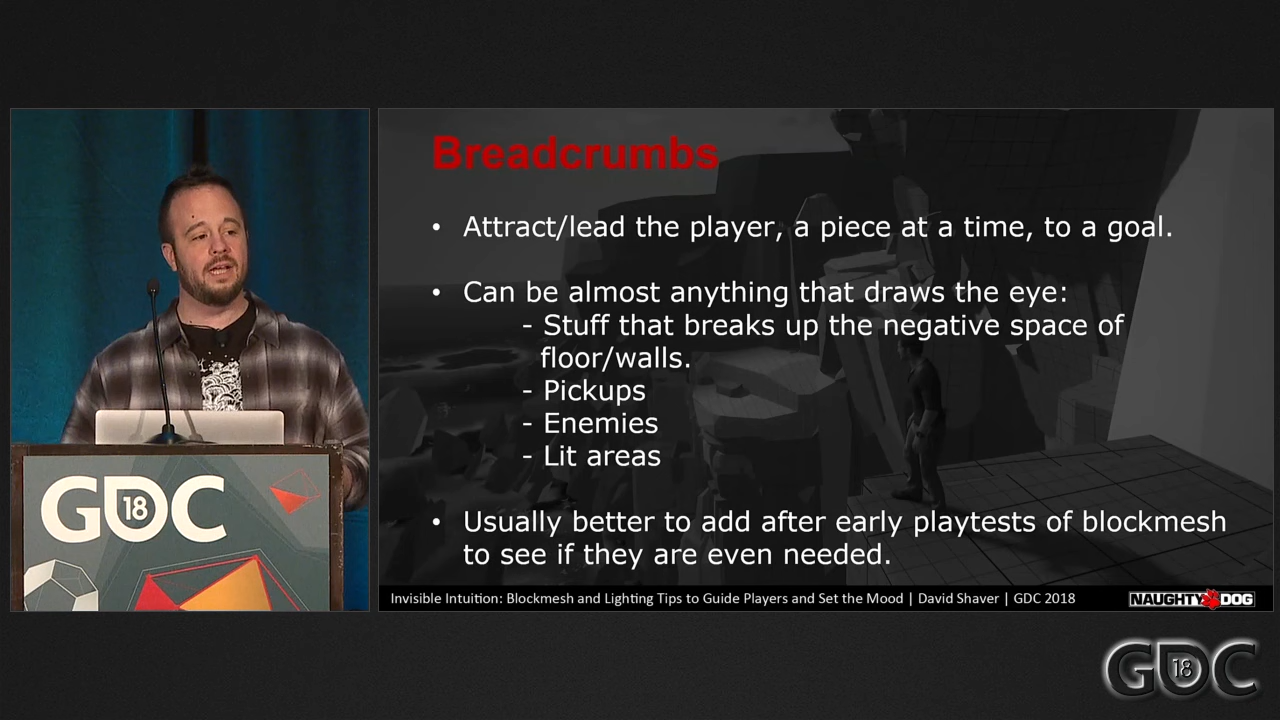 Breadcrumbs
• Attract/lead the player, a piece at a time, to a goal.
• Can be almost anything that draws the eye:
- Stuff that breaks up the negative space of
floor/walls.
- Pickups
- Enemies
- Lit areas
• Usually better to add after early playtests of blockmesh
to see if they are even needed.
Invisible Intuition: Blockmesh and Lighting Tips to Guide Players and Set the Mood | David Shaver | GDC 2018
NAUGHTY DOG
GDC 18
GDC 18